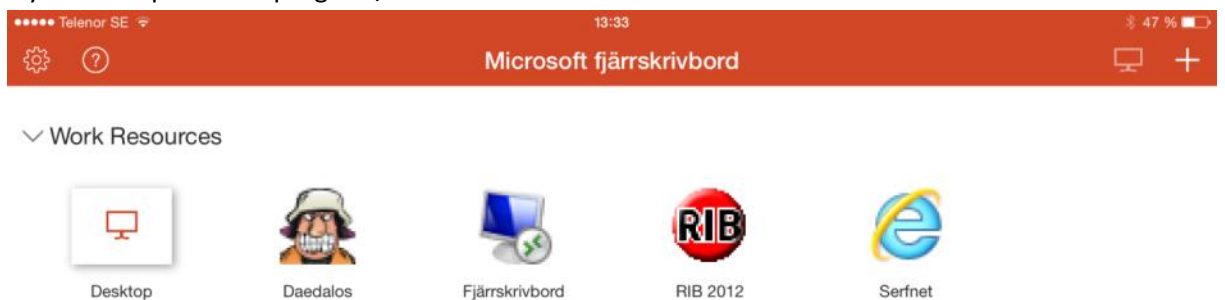 Telenor SE 13:33 47 %
? Microsoft fjärrskrivbord +
Work Resources
RIB
Desktop Daedalos Fjärrskrivbord RIB 2012 Serfnet